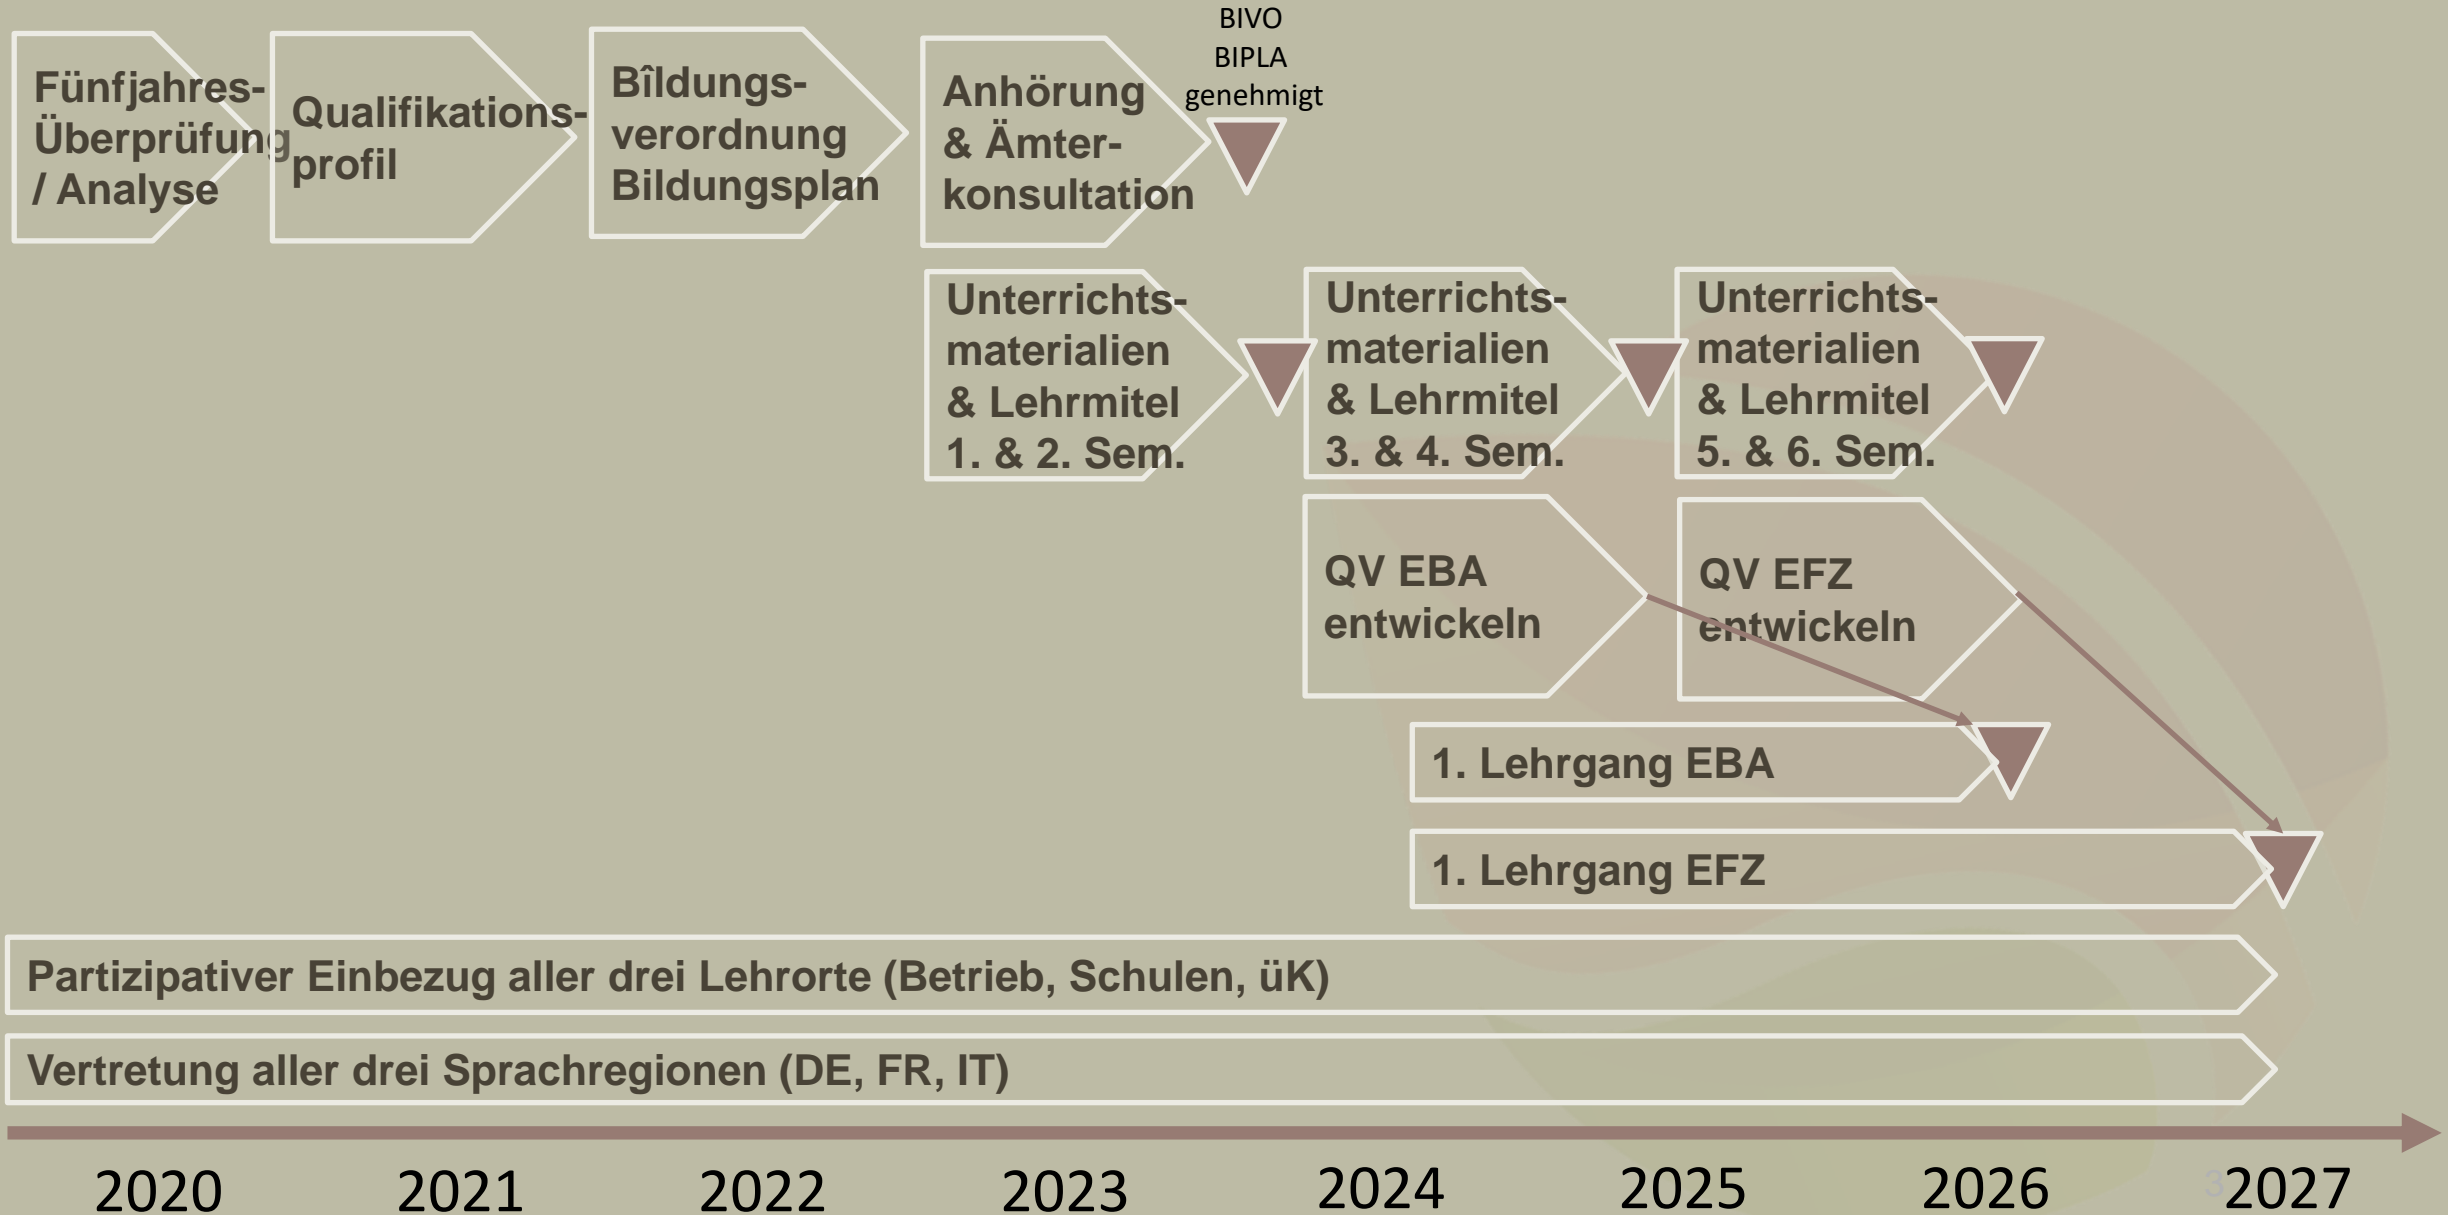 BIVO
BIPLA
genehmigt
Fünfjahres-
Überprüfung
/ Analyse
Qualifikations-
profil
Bîldungs-
verordnung
Bildungsplan
Anhörung
& Ämter-
konsultation
Unterrichts-
materialien
& Lehrmitel
1. & 2. Sem.
Unterrichts-
materialien
& Lehrmitel
3. & 4. Sem.
Unterrichts-
materialien
& Lehrmitel
5. & 6. Sem.
QV EBA
entwickeln
QV EFZ
entwickeln
1. Lehrgang EBA
1. Lehrgang EFZ
Partizipativer Einbezug aller drei Lehrorte (Betrieb, Schulen, üK)
Vertretung aller drei Sprachregionen (DE, FR, IT)
2020 2021 2022 2023 2024 2025 2026 2027
3